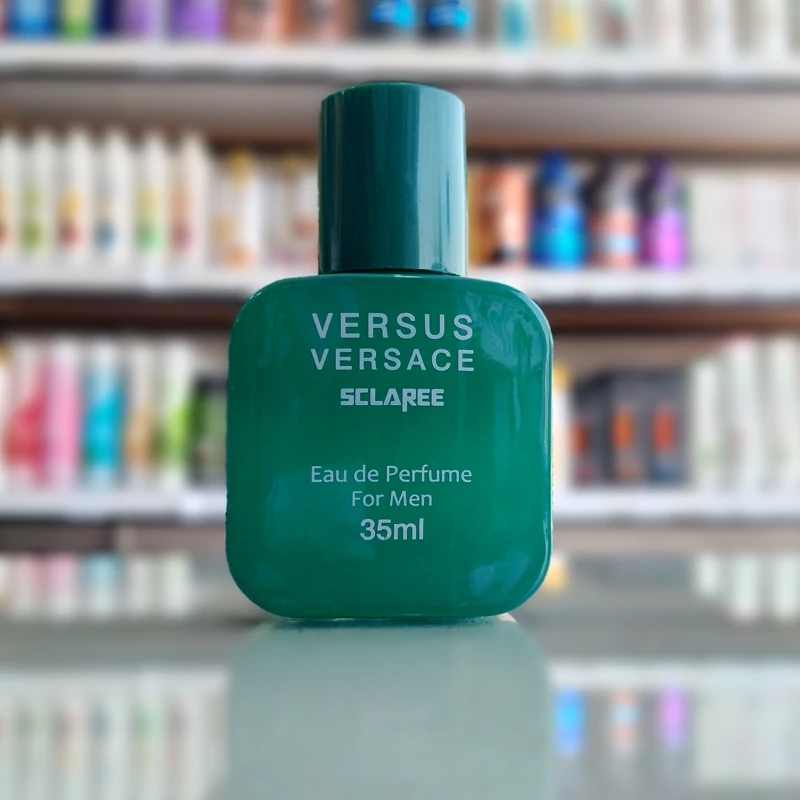 VERSUS
VERSACE
SCLAREE
Eau de Perfume
For Men
35ml